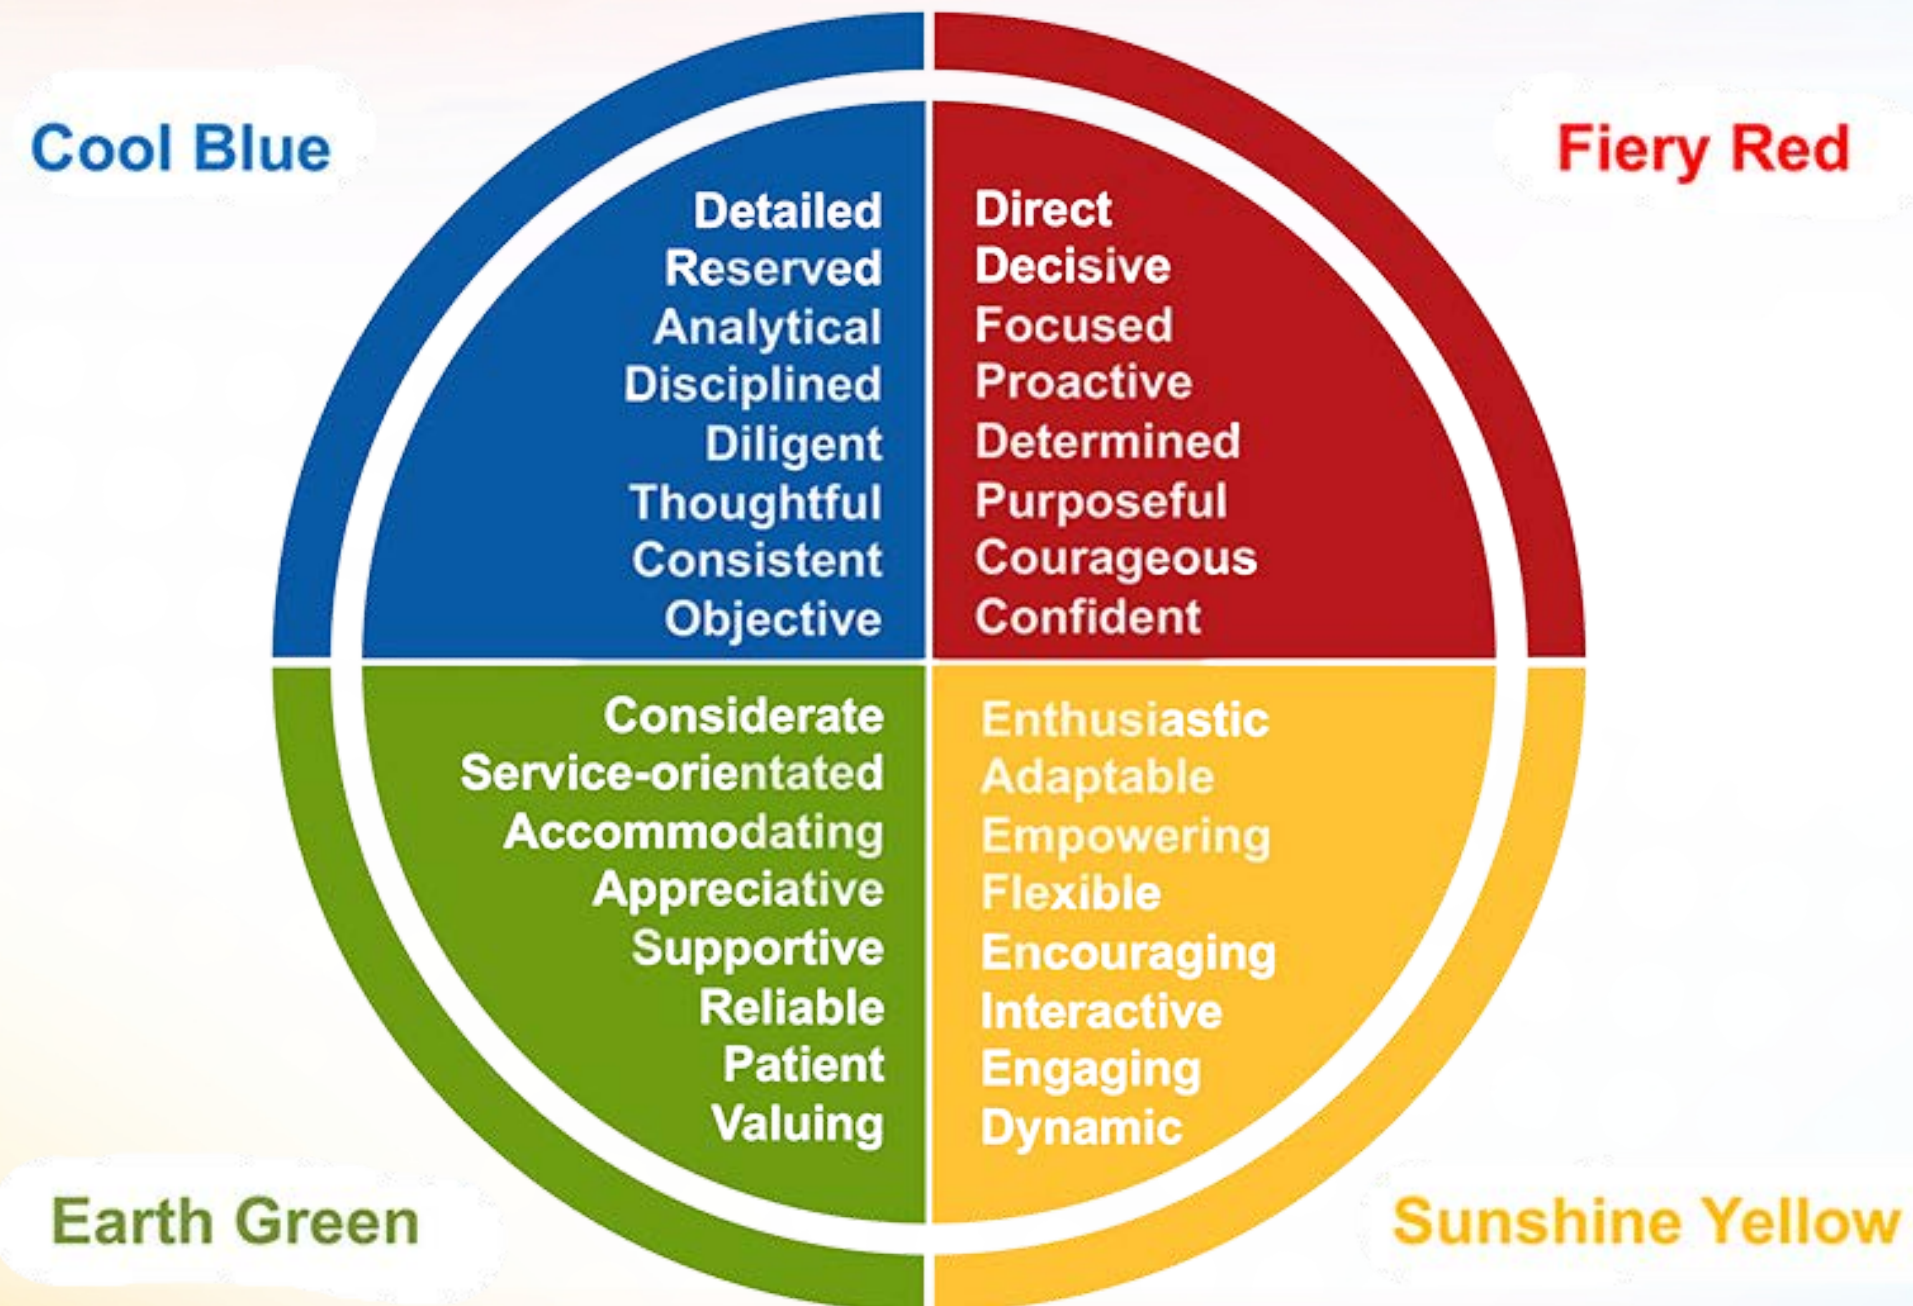 Cool Blue
Detailed
Reserved
Analytical
Disciplined
Diligent
Thoughtful
Consistent
Objective
Fiery Red
Direct
Decisive
Focused
Proactive
Determined
Purposeful
Courageous
Confident
Earth Green
Considerate
Service-orientated
Accommodating
Appreciative
Supportive
Reliable
Patient
Valuing
Sunshine Yellow
Enthusiastic
Adaptable
Empowering
Flexible
Encouraging
Interactive
Engaging
Dynamic